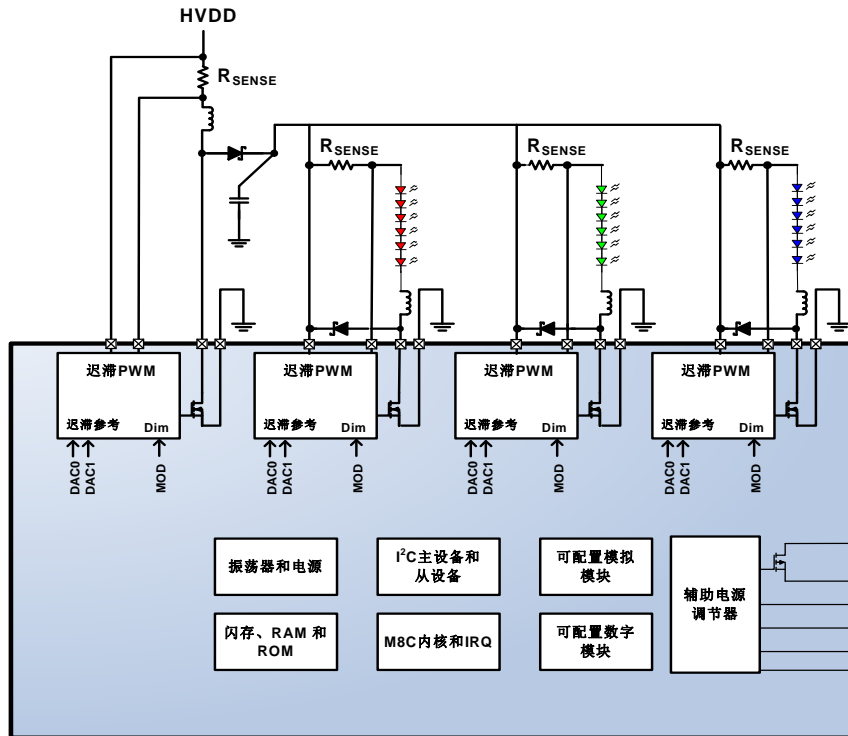 HVDD
RSENSE
RSENSE
RSENSE
RSENSE
迟滞PWM
迟滞参考
Dim
DAC0
DAC1
MOD
迟滞PWM
迟滞参考
Dim
DAC0
DAC1
MOD
迟滞PWM
迟滞参考
Dim
DAC0
DAC1
MOD
迟滞PWM
迟滞参考
Dim
DAC0
DAC1
MOD
振荡器和电源
I²C主设备和
从设备
可配置模拟
模块
辅助电源
调节器
闪存、RAM 和
ROM
M8C内核和IRQ
可配置数字
模块